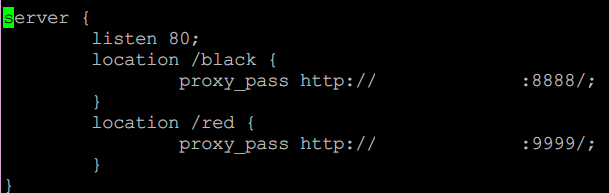 server {
listen 80;
location /black {
proxy_pass http:// :8888/;
}
location /red {
proxy_pass http:// :9999/;
}
}